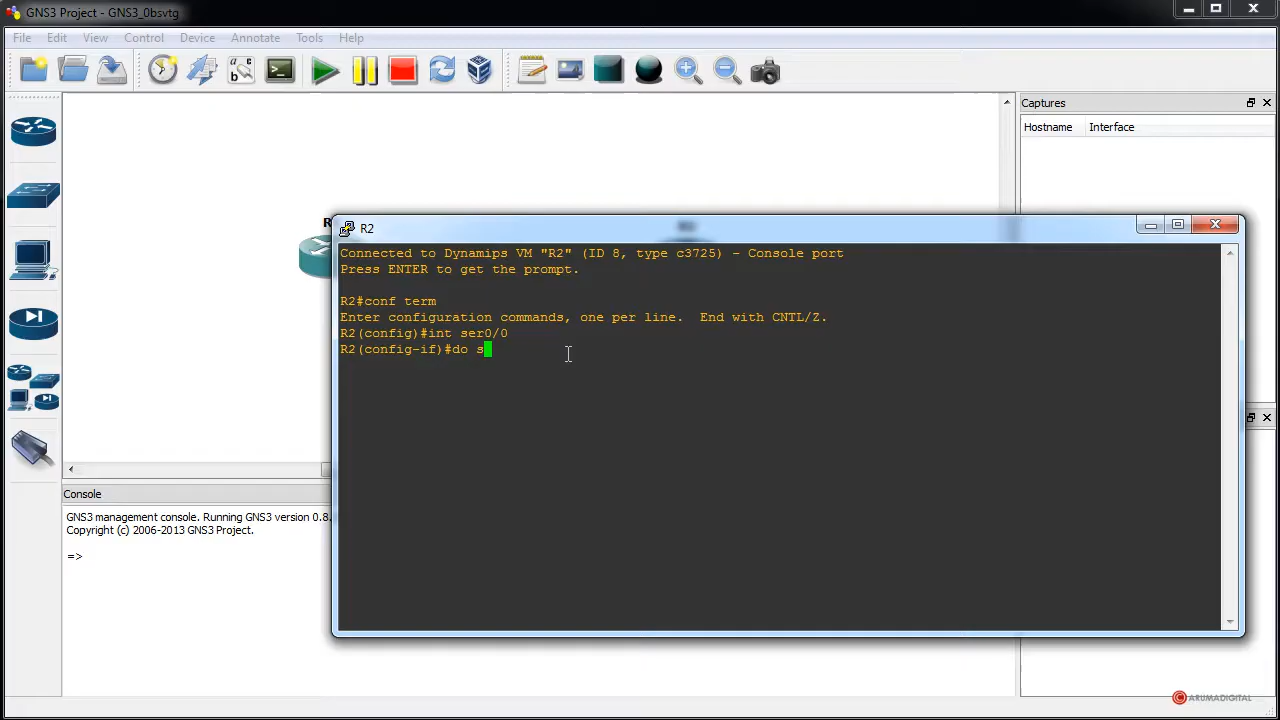 GNS3 Project - GNS3_0bsvtg
File Edit View Control Device Annotate Tools Help
Captures
Hostname Interface
R2
R2
Connected to Dynamips VM "R2" (ID 8, type c3725) - Console port
Press ENTER to get the prompt.
R2#conf term
Enter configuration commands, one per line. End with CNTL/Z.
R2(config)#int ser0/0
R2(config-if)#do s
Console
GNS3 management console. Running GNS3 version 0.8.
Copyright (c) 2006-2013 GNS3 Project.
=>
ARUMADIGITAL